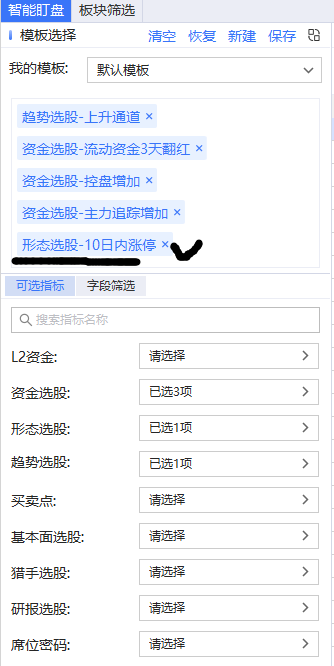 智能盯盘 板块筛选
模板选择 清空 恢复 新建 保存
我的模板: 默认模板
趋势选股-上升通道 ×
资金选股-流动资金3天翻红 ×
资金选股-控盘增加 ×
资金选股-主力追踪增加 ×
形态选股-10日内涨停 ×
可选指标 字段筛选
搜索指标名称
L2资金: 请选择
资金选股: 已选3项
形态选股: 已选1项
趋势选股: 已选1项
买卖点: 请选择
基本面选股: 请选择
猎手选股: 请选择
研报选股: 请选择
席位密码: 请选择